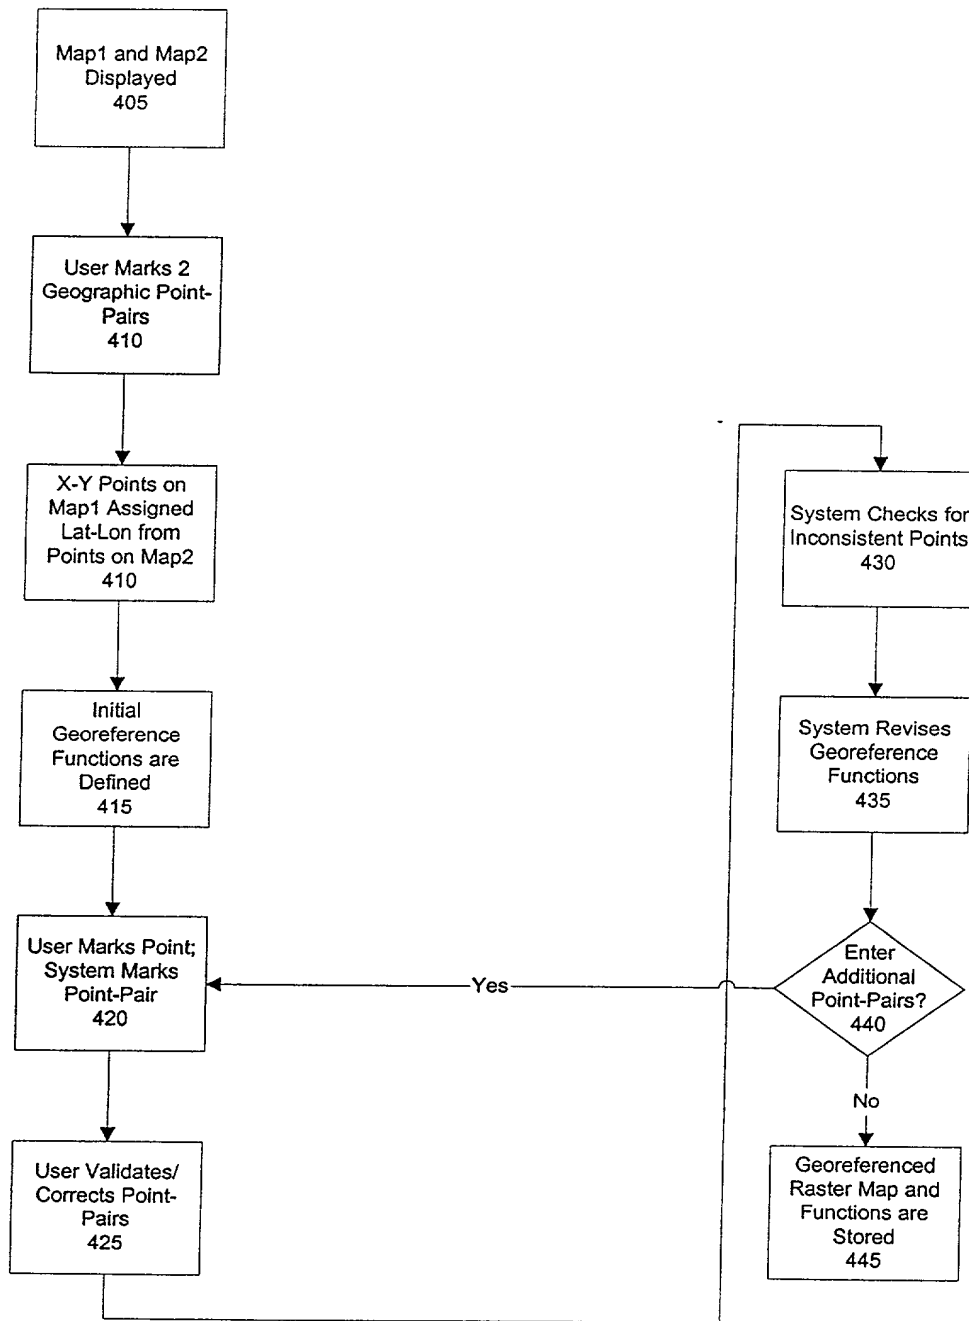 Map1 and Map2
Displayed
405
User Marks 2
Geographic Point-
Pairs
410
X-Y Points on
Map1 Assigned
Lat-Lon from
Points on Map2
410
Initial
Georeference
Functions are
Defined
415
User Marks Point;
System Marks
Point-Pair
420
User Validates/
Corrects Point-
Pairs
425
System Checks for
Inconsistent Points
430
System Revises
Georeference
Functions
435
Enter
Additional
Point-Pairs?
440
Yes
No
Georeferenced
Raster Map and
Functions are
Stored
445